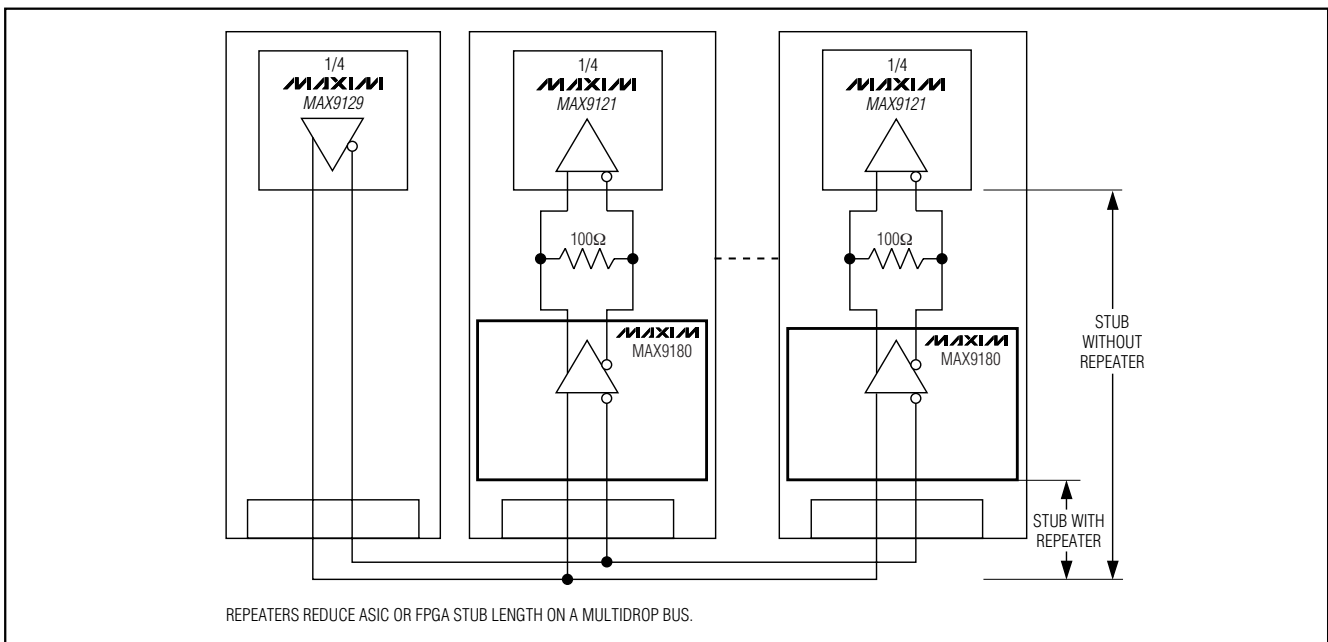 1/4
MAXIM
MAX9129
1/4
MAXIM
MAX9121
1/4
MAXIM
MAX9121
100Ω
100Ω
MAXIM
MAX9180
MAXIM
MAX9180
STUB
WITHOUT
REPEATER
STUB WITH
REPEATER
REPEATERS REDUCE ASIC OR FPGA STUB LENGTH ON A MULTIDROP BUS.